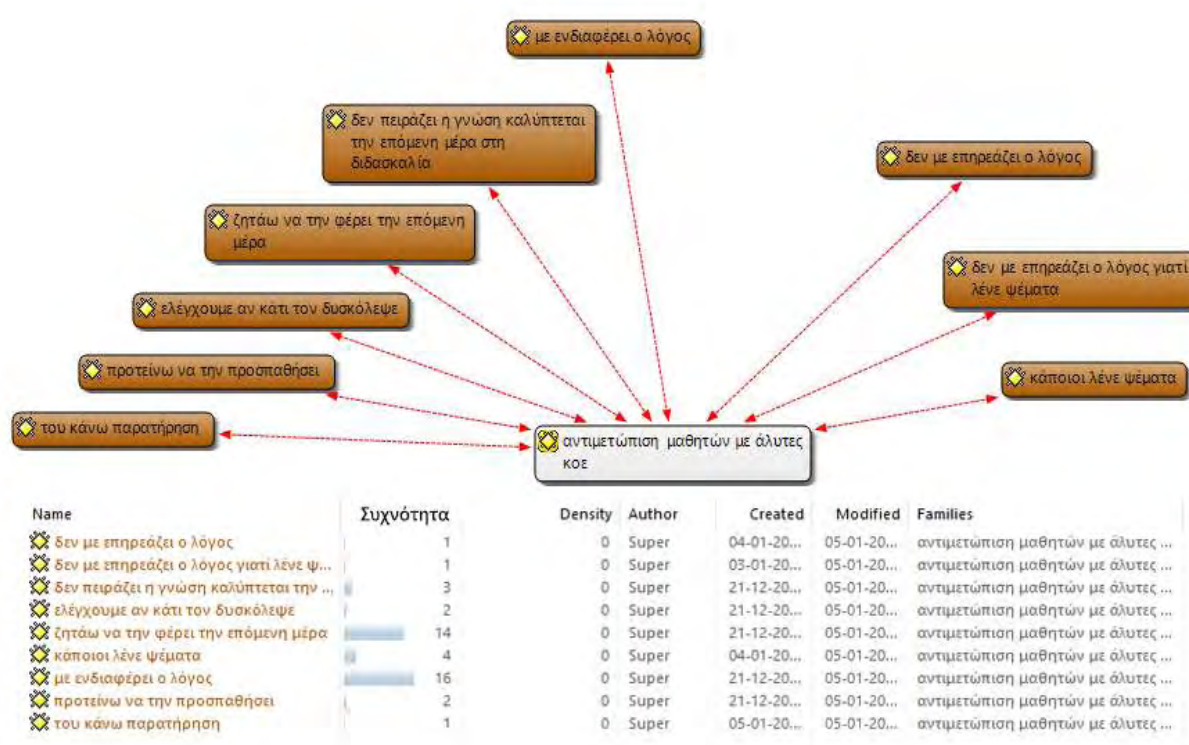 με ενδιαφέρει ο λόγος
δεν πειράζει η γνώση καλύπτεται
την επόμενη μέρα στη
διδασκαλία
δεν με επηρεάζει ο λόγος
ζητάω να την φέρει την επόμενη
μέρα
δεν με επηρεάζει ο λόγος γιατί
λένε ψέματα
ελέγχουμε αν κάτι τον δυσκόλεψε
προτείνω να την προσπαθήσει
κάποιοι λένε ψέματα
του κάνω παρατήρηση
αντιμετώπιση μαθητών με άλυτες
κοε
Name Συχνότητα Density Author Created Modified Families
δεν με επηρεάζει ο λόγος 1 0 Super 04-01-20... 05-01-20... αντιμετώπιση μαθητών με άλυτες ...
δεν με επηρεάζει ο λόγος γιατί λένε ψ... 1 0 Super 03-01-20... 05-01-20... αντιμετώπιση μαθητών με άλυτες ...
δεν πειράζει η γνώση καλύπτεται την ... 3 0 Super 21-12-20... 05-01-20... αντιμετώπιση μαθητών με άλυτες ...
ελέγχουμε αν κάτι τον δυσκόλεψε 2 0 Super 21-12-20... 05-01-20... αντιμετώπιση μαθητών με άλυτες ...
ζητάω να την φέρει την επόμενη μέρα 14 0 Super 21-12-20... 05-01-20... αντιμετώπιση μαθητών με άλυτες ...
κάποιοι λένε ψέματα 4 0 Super 04-01-20... 05-01-20... αντιμετώπιση μαθητών με άλυτες ...
με ενδιαφέρει ο λόγος 16 0 Super 21-12-20... 05-01-20... αντιμετώπιση μαθητών με άλυτες ...
προτείνω να την προσπαθήσει 2 0 Super 21-12-20... 05-01-20... αντιμετώπιση μαθητών με άλυτες ...
του κάνω παρατήρηση 1 0 Super 05-01-20... 05-01-20... αντιμετώπιση μαθητών με άλυτες ...